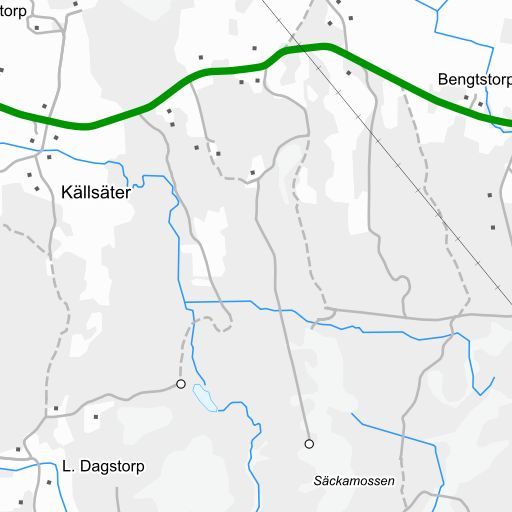 torp
Bengtstorp
Källsäter
L. Dagstorp
Säckamossen